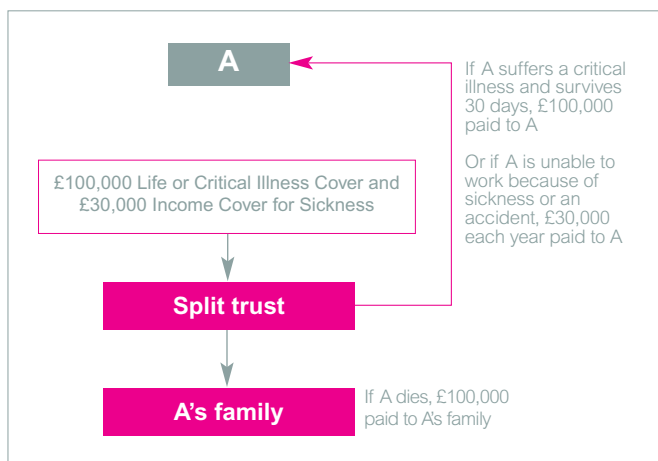 A
If A suffers a critical
illness and survives
30 days, £100,000
paid to A
Or if A is unable to
work because of
sickness or an
accident, £30,000
each year paid to A
£100,000 Life or Critical Illness Cover and
£30,000 Income Cover for Sickness
Split trust
A's family
If A dies, £100,000
paid to A's family